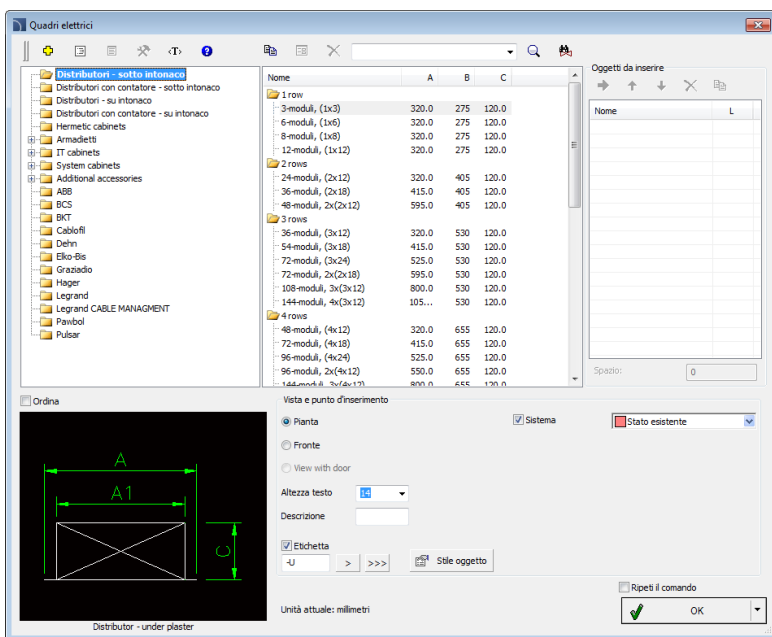 Quadri elettrici
<T>
Distributori - sotto intonaco
Distributori con contatore - sotto intonaco
Distributori - su intonaco
Distributori con contatore - su intonaco
Hermetic cabinets
Armadietti
IT cabinets
System cabinets
Additional accessories
ABB
BCS
BKT
Cablofil
Dehn
Elko-Bis
Graziadio
Hager
Legrand
Legrand CABLE MANAGMENT
Pawbol
Pulsar
Nome A B C
1 row
3-moduli, (1x3) 320.0 275 120.0
6-moduli, (1x6) 320.0 275 120.0
8-moduli, (1x8) 320.0 275 120.0
12-moduli, (1x12) 320.0 275 120.0
2 rows
24-moduli, (2x12) 320.0 405 120.0
36-moduli, (2x18) 415.0 405 120.0
48-moduli, 2x(2x12) 595.0 405 120.0
3 rows
36-moduli, (3x12) 320.0 530 120.0
54-moduli, (3x18) 415.0 530 120.0
72-moduli, (3x24) 525.0 530 120.0
72-moduli, 2x(2x18) 595.0 530 120.0
108-moduli, 3x(3x12) 800.0 530 120.0
144-moduli, 4x(3x12) 105... 530 120.0
4 rows
48-moduli, (4x12) 320.0 655 120.0
72-moduli, (4x18) 415.0 655 120.0
96-moduli, (4x24) 525.0 655 120.0
96-moduli, 2x(4x12) 550.0 655 120.0
144-moduli, 3x(4x12) 800.0 655 120.0
Oggetti da inserire
Nome L
Spazio: 0
Ordina
A
A1
C
Distributor - under plaster
Vista e punto d'inserimento
Pianta
Sistema
Stato esistente
Fronte
View with door
Altezza testo 14
Descrizione
Etichetta
-U > >>> Stile oggetto
Unità attuale: millimetri
Ripeti il comando
OK